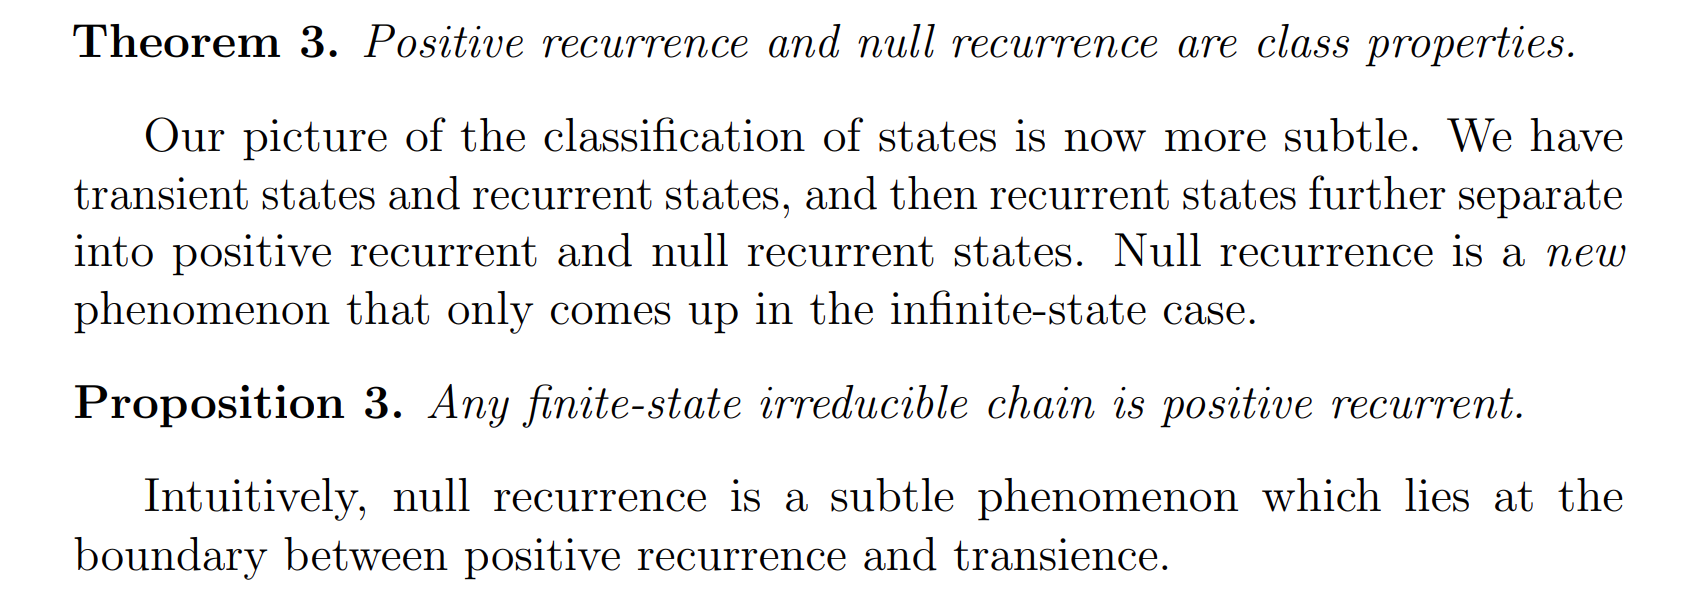 Theorem 3. Positive recurrence and null recurrence are class properties.
Our picture of the classification of states is now more subtle. We have
transient states and recurrent states, and then recurrent states further separate
into positive recurrent and null recurrent states. Null recurrence is a new
phenomenon that only comes up in the infinite-state case.
Proposition 3. Any finite-state irreducible chain is positive recurrent.
Intuitively, null recurrence is a subtle phenomenon which lies at the
boundary between positive recurrence and transience.